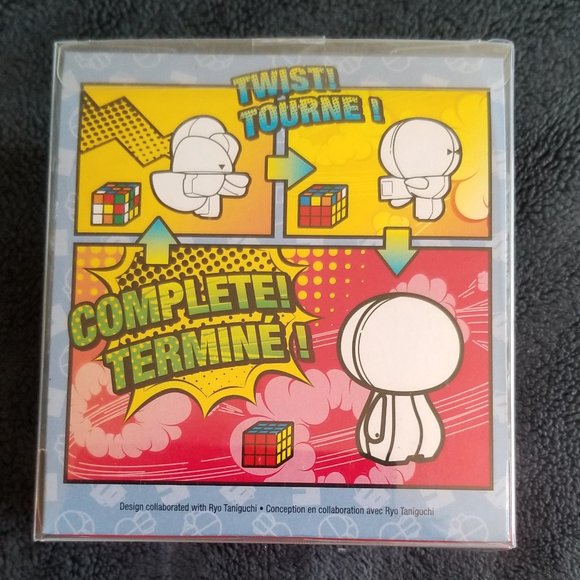 TWIST!
TOURNE !
COMPLETE!
TERMINÉ !
Design collaborated with Ryo Taniguchi • Conception en collaboration avec Ryo Taniguchi